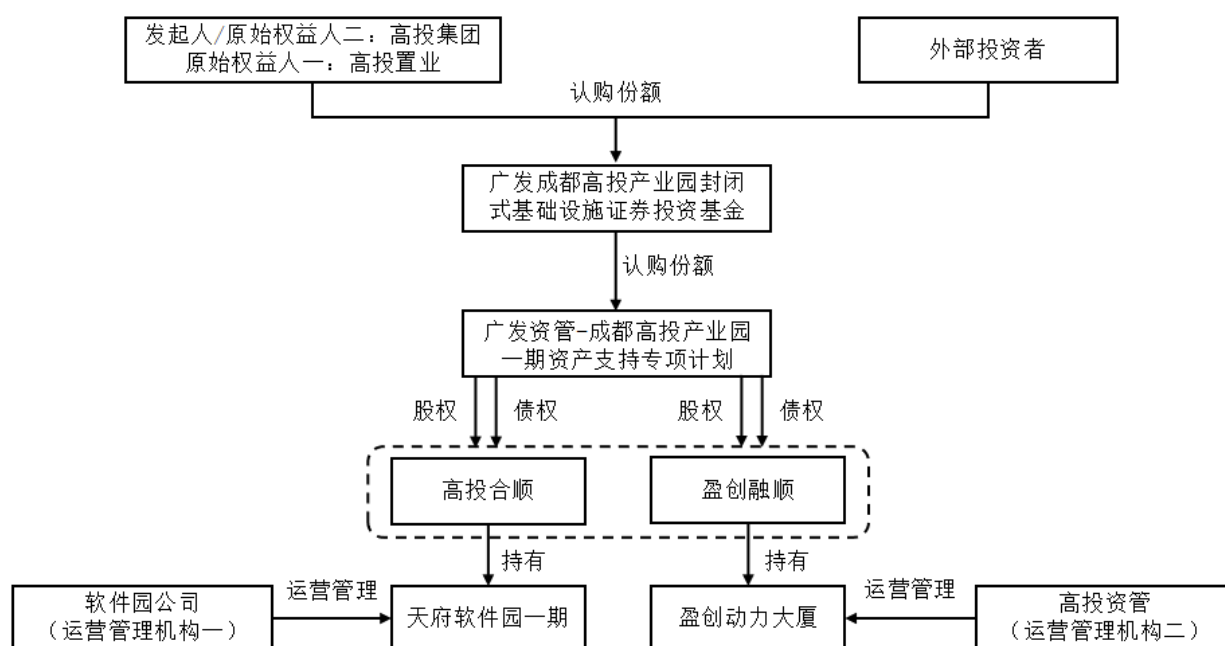 发起人/原始权益人二：高投集团
原始权益人一：高投置业
外部投资者
认购份额
广发成都高投产业园封闭
式基础设施证券投资基金
认购份额
广发资管-成都高投产业园
一期资产支持专项计划
股权
债权
股权
债权
高投合顺
盈创融顺
持有
持有
软件园公司
（运营管理机构一）
运营管理
天府软件园一期
盈创动力大厦
运营管理
高投资管
（运营管理机构二）